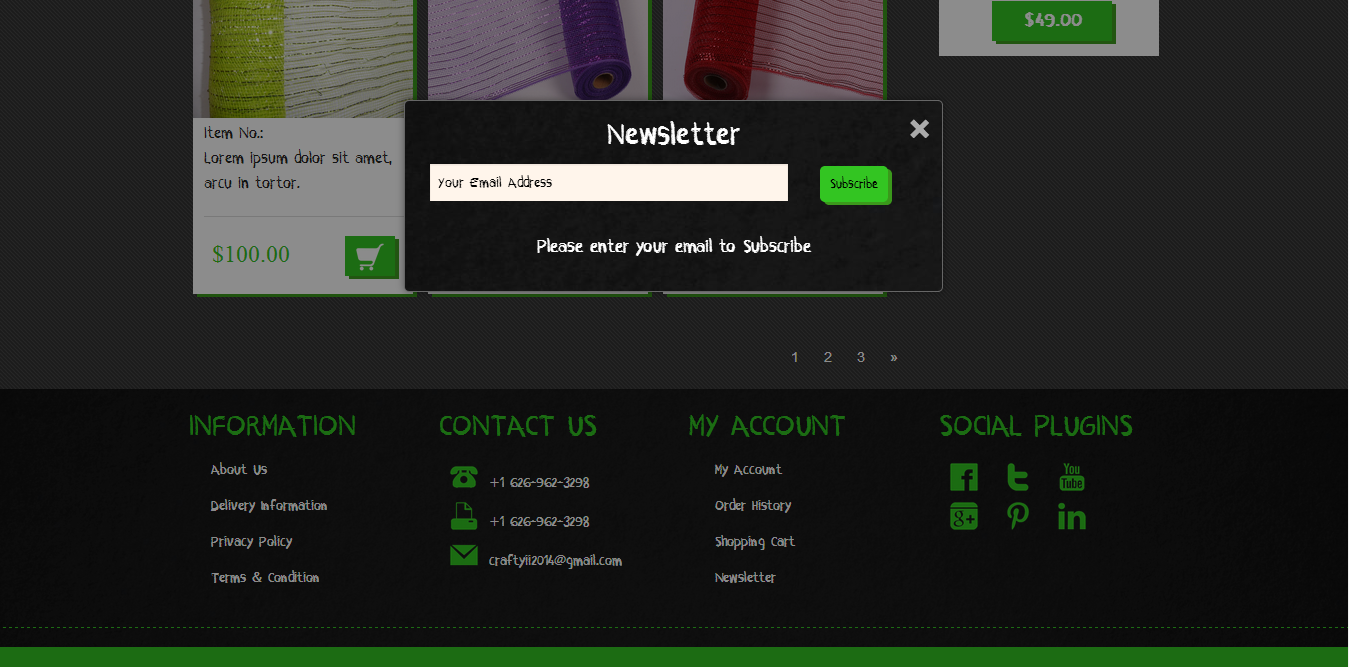 $49.00
Newsletter
Your Email Address
Subscribe
Please enter your email to Subscribe
Item No.:
Lorem ipsum dolor sit amet,
arcu in tortor.
$100.00
1 2 3 »
INFORMATION
About Us
Delivery Information
Privacy Policy
Terms & Condition
CONTACT US
+1 626-962-3298
+1 626-962-3298
craftyii2014@gmail.com
MY ACCOUNT
My Account
Order History
Shopping Cart
Newsletter
SOCIAL PLUGINS
You
Tube